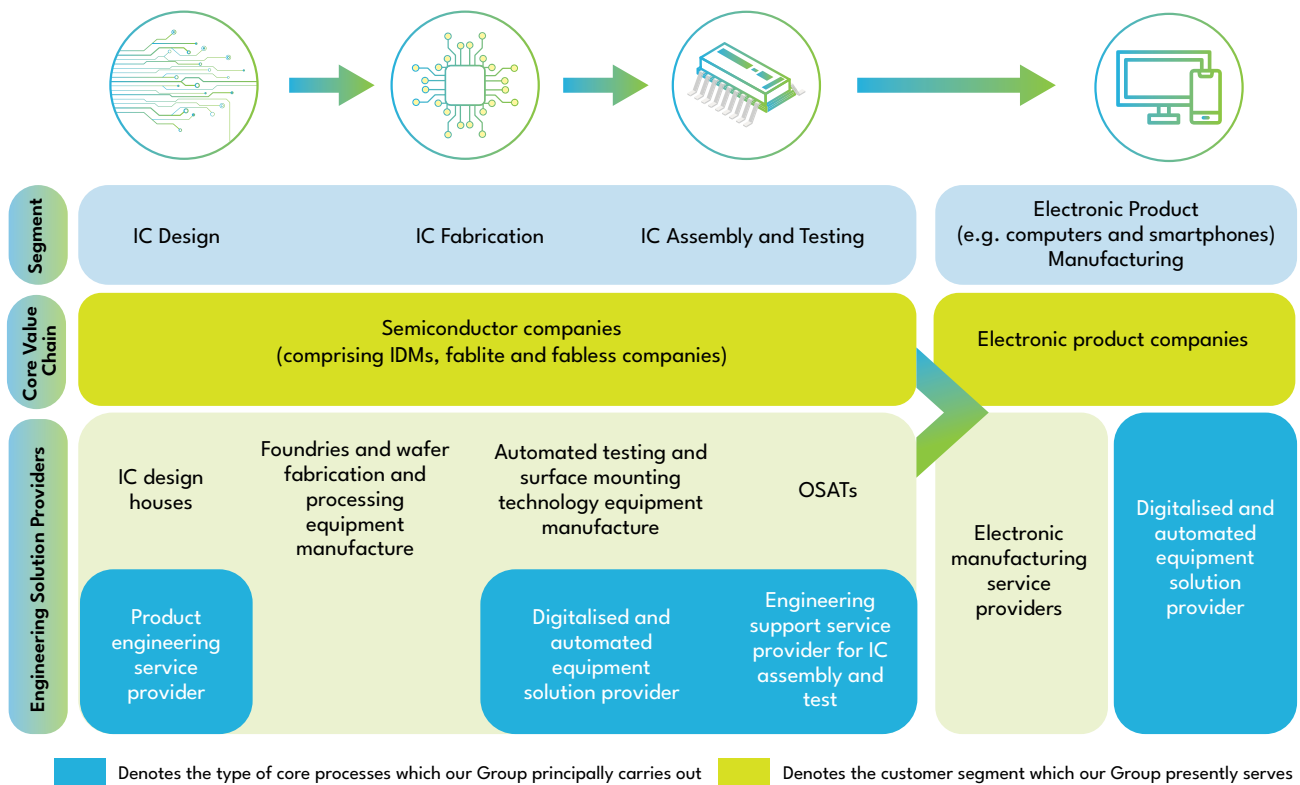 Segment
IC Design
IC Fabrication
IC Assembly and Testing
Electronic Product
(e.g. computers and smartphones)
Manufacturing
Core Value
Chain
Semiconductor companies
(comprising IDMs, fablite and fabless companies)
Electronic product companies
Engineering Solution Providers
IC design
houses
Foundries and wafer
fabrication and
processing
equipment
manufacture
Automated testing and
surface mounting
technology equipment
manufacture
OSATs
Product
engineering
service
provider
Digitalised and
automated
equipment
solution provider
Engineering
support service
provider for IC
assembly and
test
Electronic
manufacturing
service
providers
Digitalised and
automated
equipment
solution
provider
Denotes the type of core processes which our Group principally carries out
Denotes the customer segment which our Group presently serves